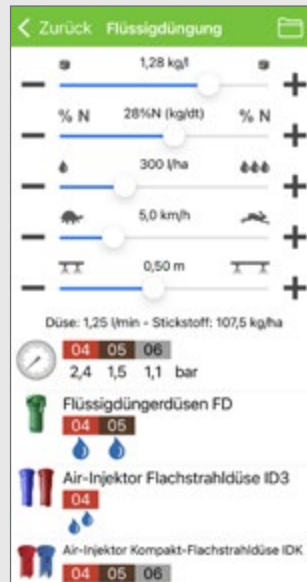 Zurück Flüssigdüngung
1,28 kg/l
% N 28%N (kg/dt) % N
300 l/ha
5,0 km/h
0,50 m
Düse: 1,25 l/min - Stickstoff: 107,5 kg/ha
04 05 06
2,4 1,5 1,1 bar
Flüssigdüngerdüsen FD
04 05
Air-Injektor Flachstrahldüse ID3
04
Air-Injektor Kompakt-Flachstrahldüse IDK
04 05 06